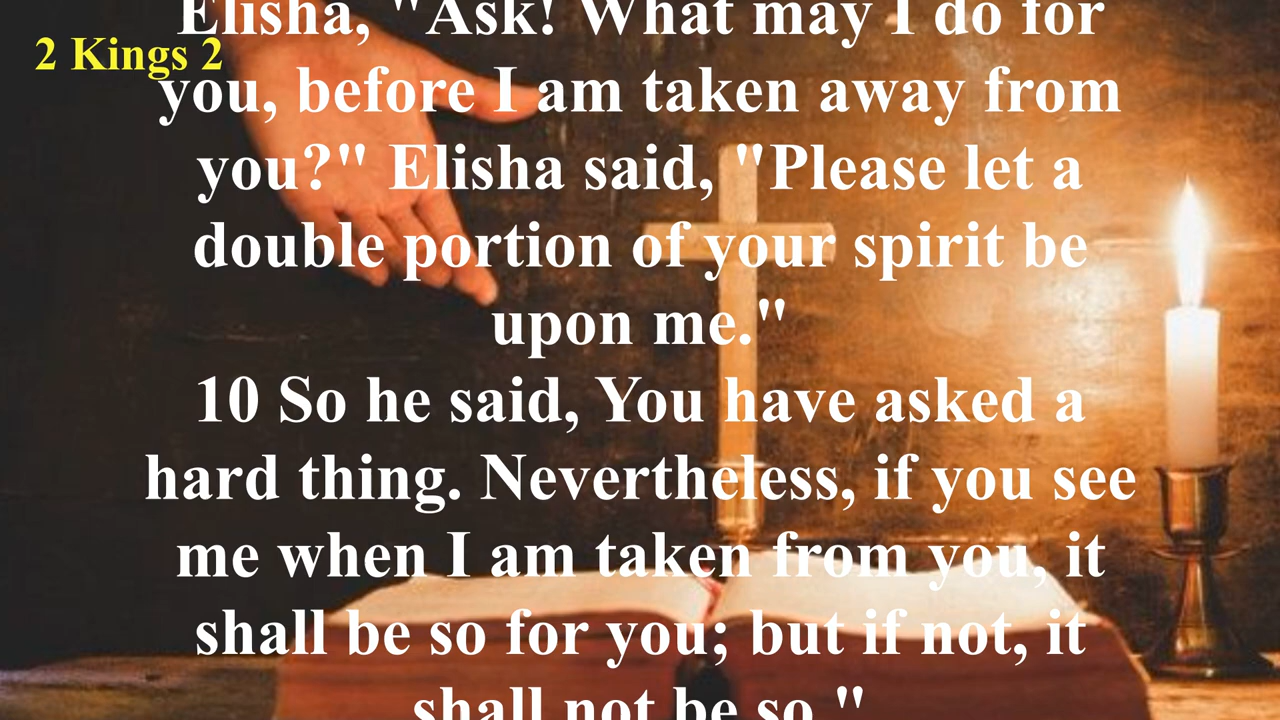 2 Kings 2
Elisha, "Ask! What may I do for
you, before I am taken away from
you?" Elisha said, "Please let a
double portion of your spirit be
upon me."
10 So he said, You have asked a
hard thing. Nevertheless, if you see
me when I am taken from you, it
shall be so for you; but if not, it
shall not be so."